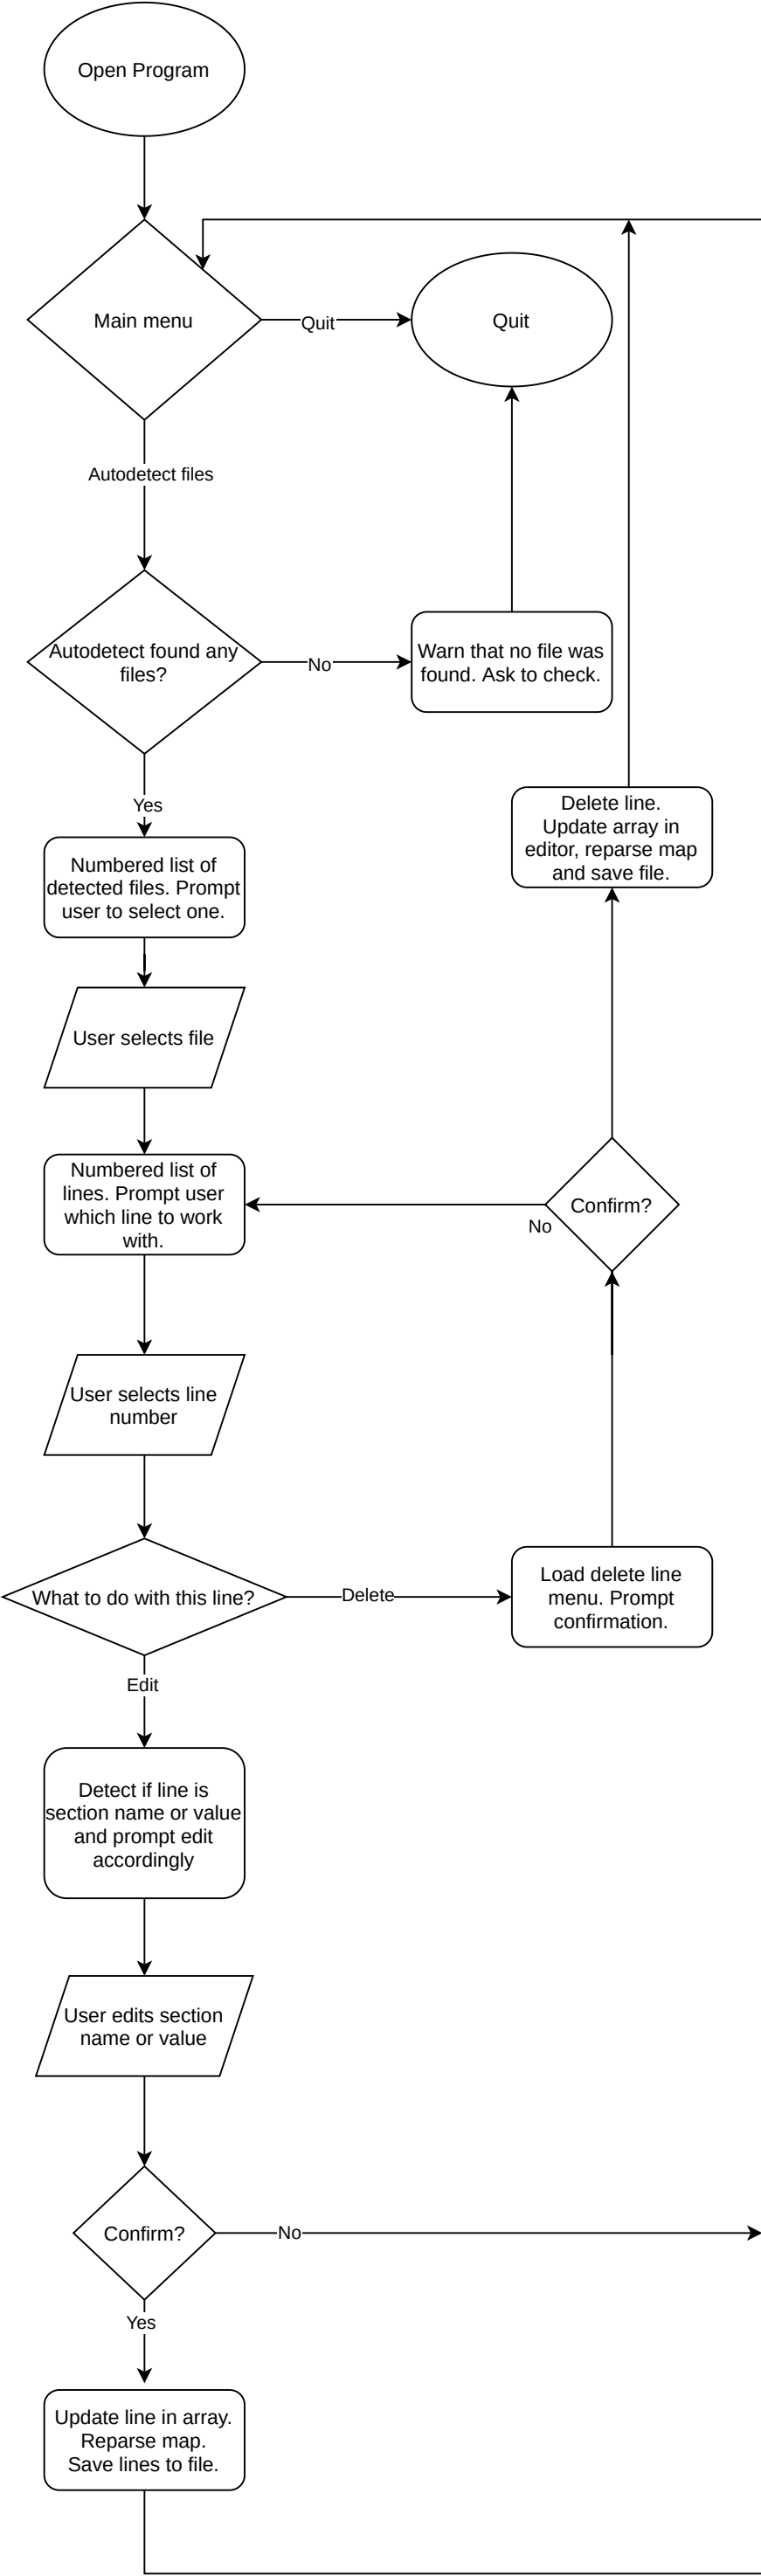 Open Program
Main menu
Quit
Quit
Autodetect files
Autodetect found any
files?
No
Warn that no file was
found. Ask to check.
Yes
Delete line.
Update array in
editor, reparse map
and save file.
Numbered list of
detected files. Prompt
user to select one.
User selects file
Numbered list of
lines. Prompt user
which line to work
with.
Confirm?
No
User selects line
number
What to do with this line?
Delete
Load delete line
menu. Prompt
confirmation.
Edit
Detect if line is
section name or value
and prompt edit
accordingly
User edits section
name or value
Confirm?
No
Yes
Update line in array.
Reparse map.
Save lines to file.